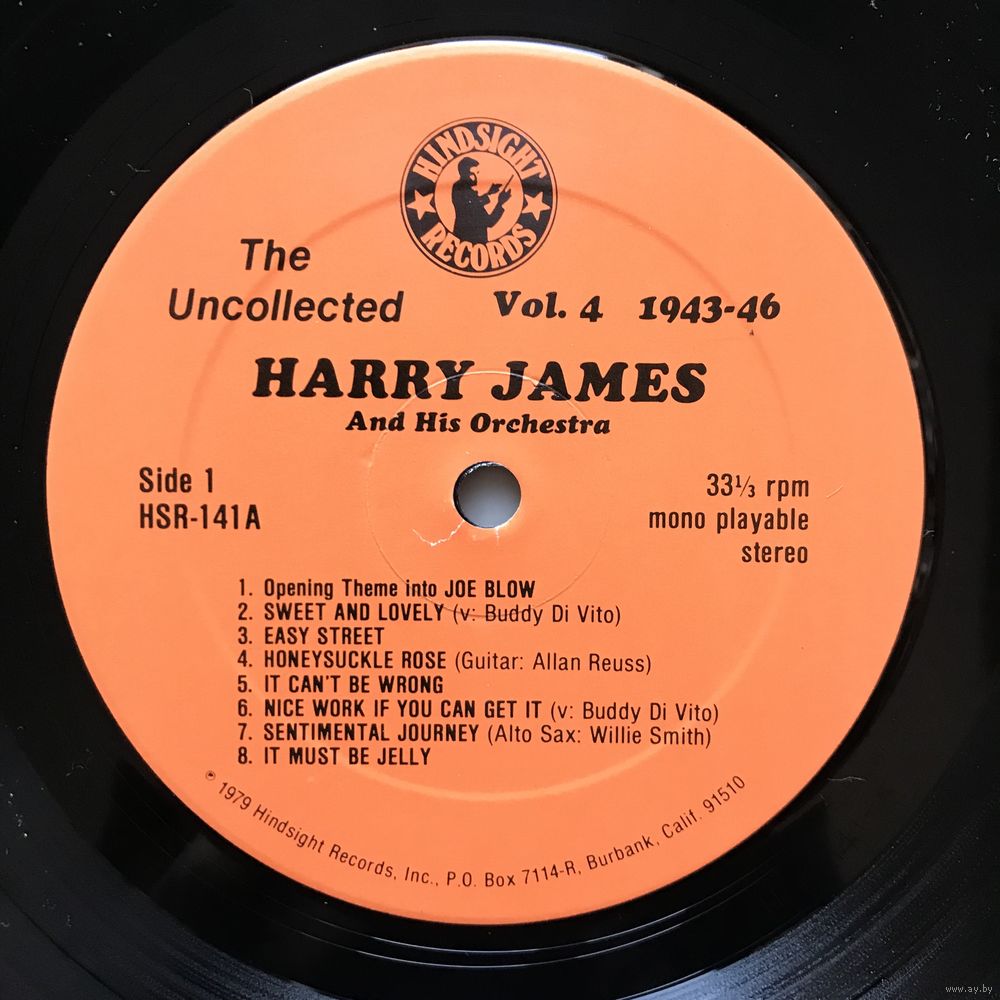 HINDSIGHT
RECORDS
The
Uncollected
Vol. 4 1943-46
HARRY JAMES
And His Orchestra
Side 1
HSR-141A
33⅓ rpm
mono playable
stereo
1. Opening Theme into JOE BLOW
2. SWEET AND LOVELY (v: Buddy Di Vito)
3. EASY STREET
4. HONEYSUCKLE ROSE (Guitar: Allan Reuss)
5. IT CAN'T BE WRONG
6. NICE WORK IF YOU CAN GET IT (v: Buddy Di Vito)
7. SENTIMENTAL JOURNEY (Alto Sax: Willie Smith)
8. IT MUST BE JELLY
℗ 1979 Hindsight Records, Inc., P.O. Box 7114-R, Burbank, Calif. 91510
www.ay.by